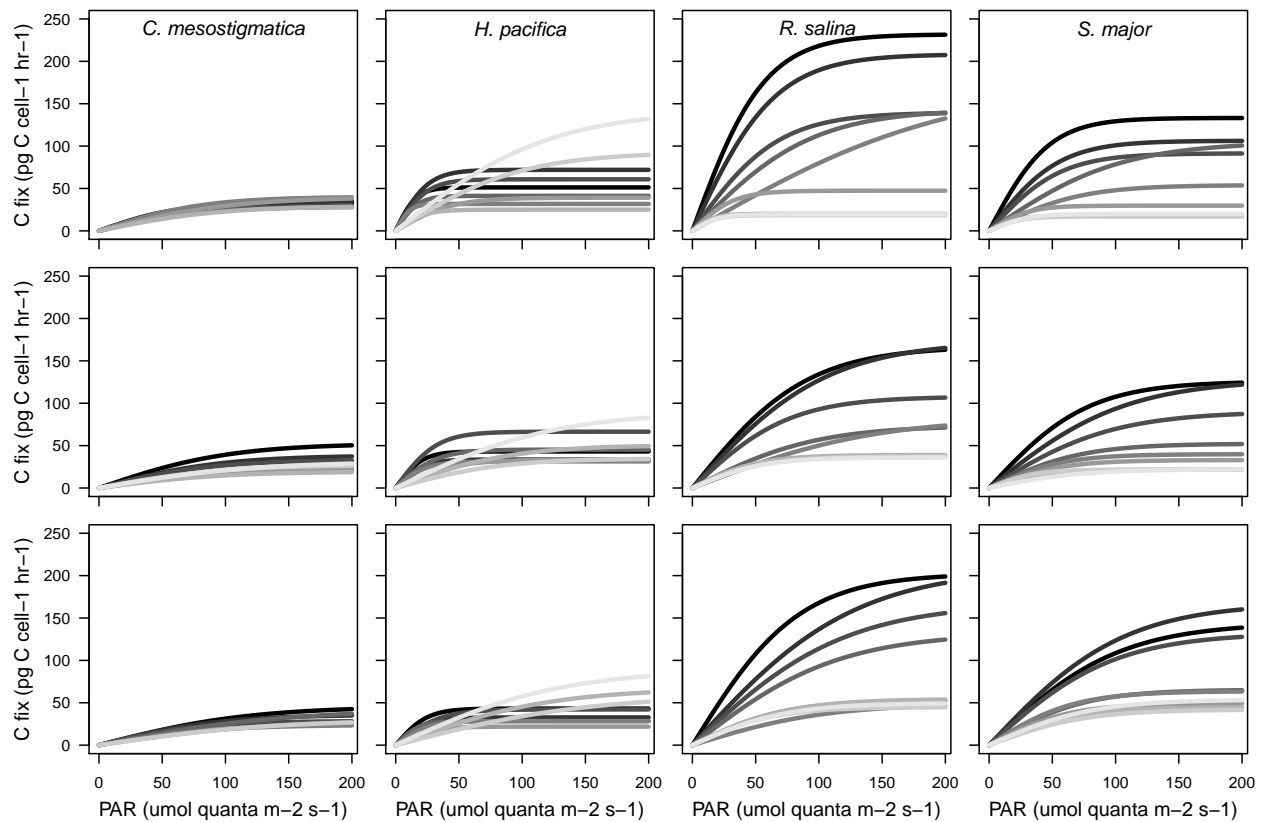 C. mesostigmatica
H. pacifica
R. salina
S. major
C fix (pg C cell−1 hr−1)
250
200
150
100
50
0
C fix (pg C cell−1 hr−1)
250
200
150
100
50
0
C fix (pg C cell−1 hr−1)
250
200
150
100
50
0
0 50 100 150 200
0 50 100 150 200
0 50 100 150 200
0 50 100 150 200
PAR (umol quanta m−2 s−1)
PAR (umol quanta m−2 s−1)
PAR (umol quanta m−2 s−1)
PAR (umol quanta m−2 s−1)